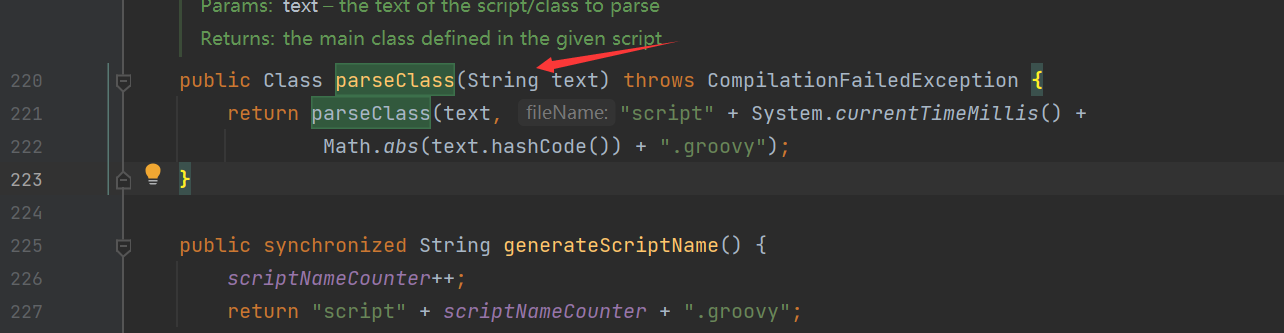 Params: text – the text of the script/class to parse
Returns: the main class defined in the given script
220 public Class parseClass(String text) throws CompilationFailedException {
221 return parseClass(text, fileName: "script" + System.currentTimeMillis() +
222 Math.abs(text.hashCode()) + ".groovy");
223 }
224
225 public synchronized String generateScriptName() {
226 scriptNameCounter++;
227 return "script" + scriptNameCounter + ".groovy";